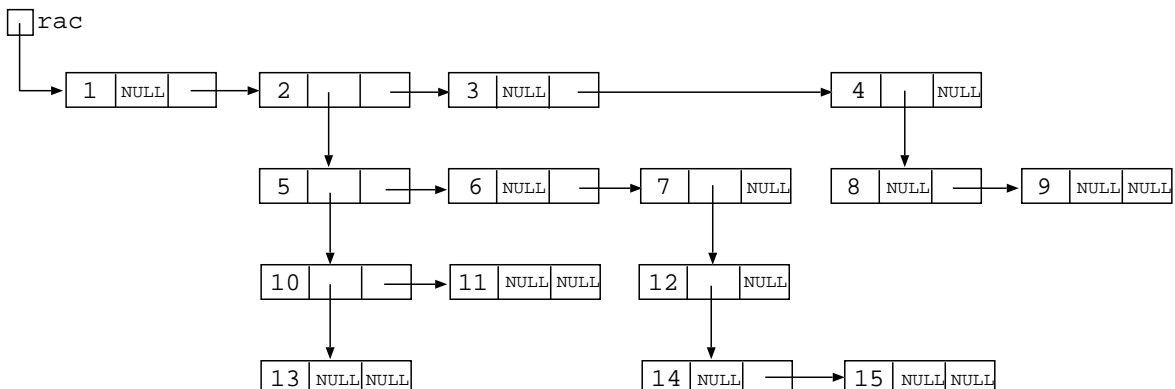 rac
1 NULL 2 3 NULL 4 NULL
5 6 NULL 7 NULL 8 NULL 9 NULL NULL
10 11 NULL NULL 12 NULL
13 NULL NULL 14 NULL 15 NULL NULL